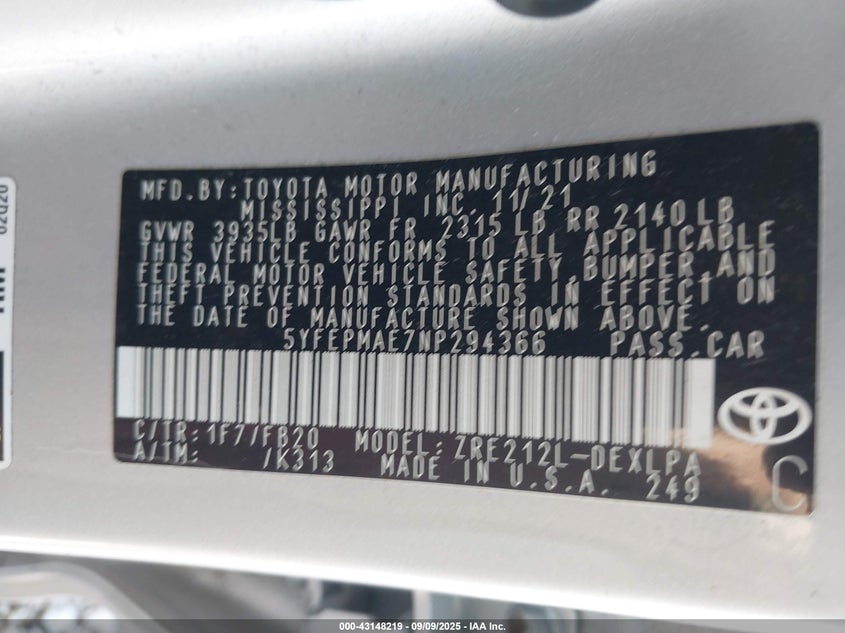 MFD. BY: TOYOTA MOTOR MANUFACTURING
MISSISSIPPI INC. 11/21
GVWR 3935LB GAWR FR 2315 LB RR 2140 LB
THIS VEHICLE CONFORMS TO ALL APPLICABLE
FEDERAL MOTOR VEHICLE SAFETY, BUMPER, AND
THEFT PREVENTION STANDARDS IN EFFECT ON
THE DATE OF MANUFACTURE SHOWN ABOVE.
5YFEPMAE7NP294366 PASS. CAR
C/TR: 1F7/FB20 MODEL: ZRE212L-DEXLPA
A/TM: /K313 MADE IN U.S.A. 249
C
000-43148219 - 09/09/2025 - IAA Inc.